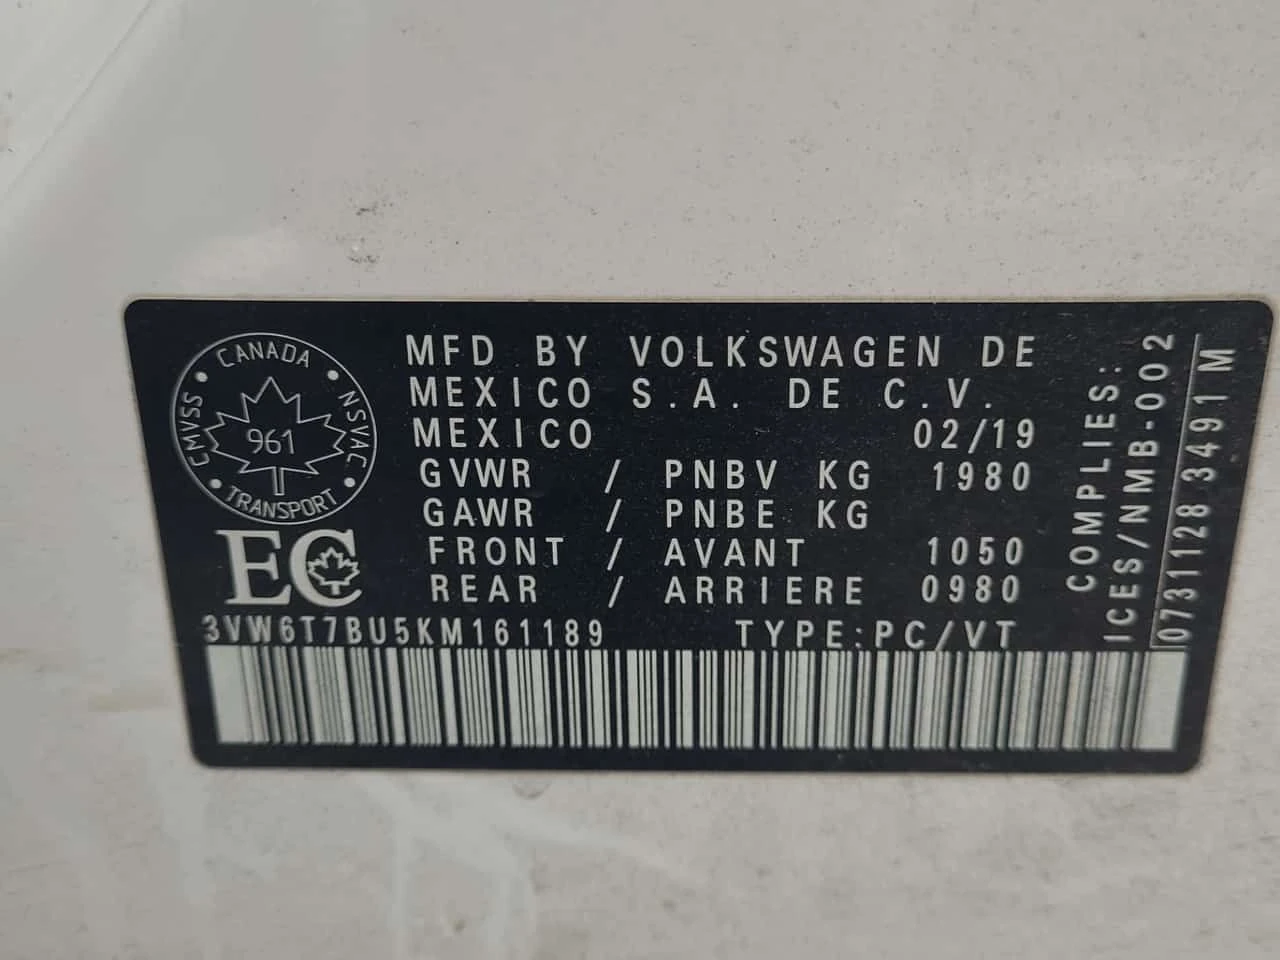 CANADA
CMVSS
NSVAC
961
TRANSPORT
EC
MFD BY VOLKSWAGEN DE
MEXICO S.A. DE C.V.
MEXICO 02/19
GVWR / PNBV KG 1980
GAWR / PNBE KG
FRONT / AVANT 1050
REAR / ARRIERE 0980
3VW6T7BU5KM161189 TYPE:PC/VT
COMPLIES:
ICES/NMB-002
0731128 3491 M